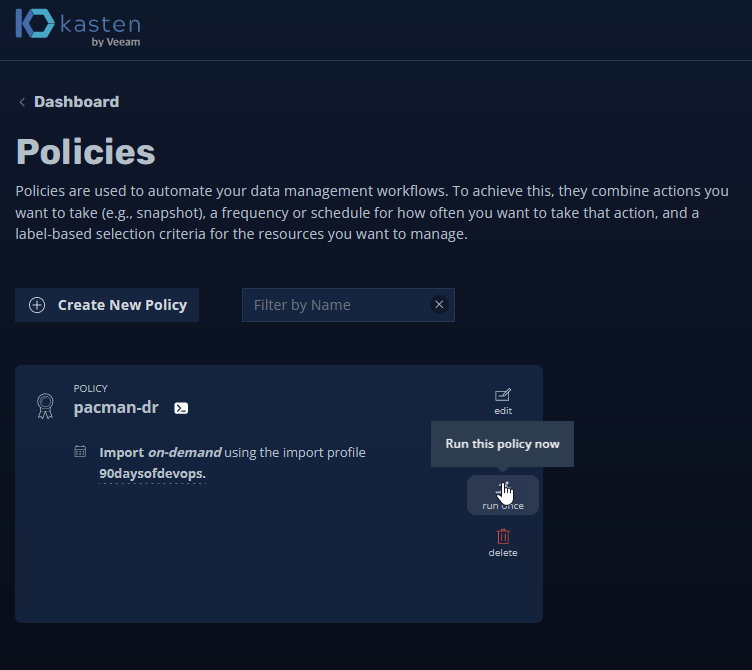 kasten
by Veeam
Dashboard
Policies
Policies are used to automate your data management workflows. To achieve this, they combine actions you
want to take (e.g., snapshot), a frequency or schedule for how often you want to take that action, and a
label-based selection criteria for the resources you want to manage.
Create New Policy
Filter by Name
POLICY
pacman-dr
edit
Run this policy now
Import on-demand using the import profile
90daysofdevops.
run once
delete